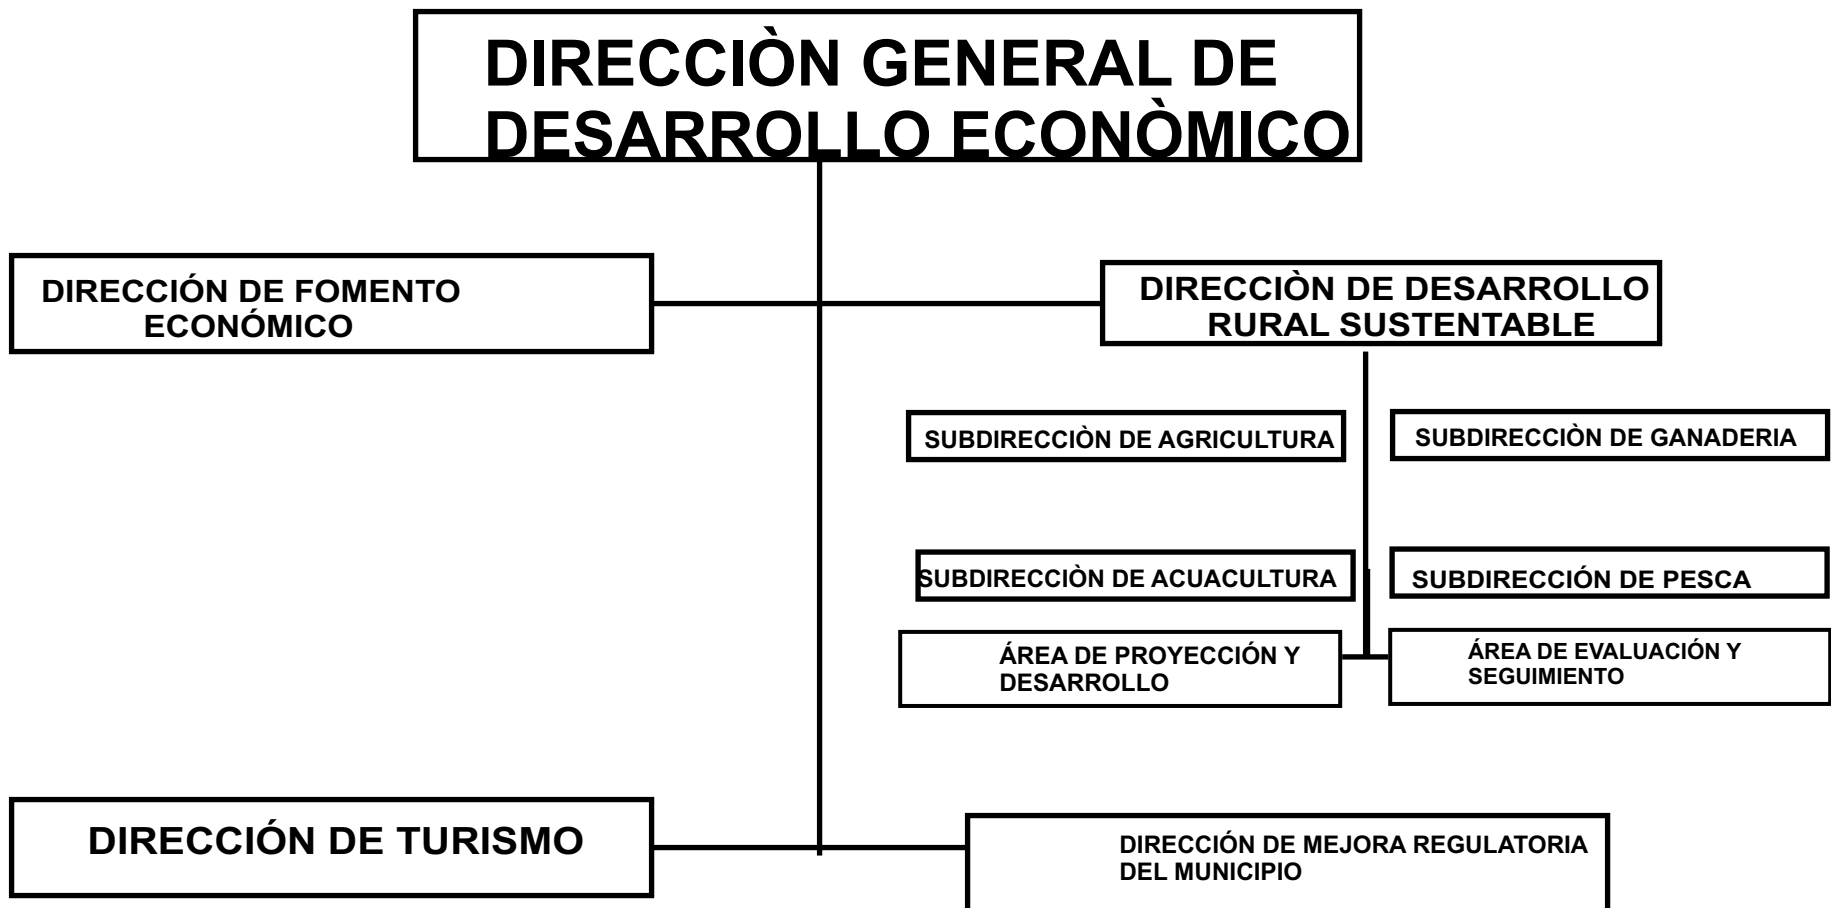 DIRECCIÒN GENERAL DE
DESARROLLO ECONÒMICO
DIRECCIÓN DE FOMENTO
ECONÓMICO
DIRECCIÒN DE DESARROLLO
RURAL SUSTENTABLE
SUBDIRECCIÒN DE AGRICULTURA
SUBDIRECCIÒN DE GANADERIA
SUBDIRECCIÒN DE ACUACULTURA
SUBDIRECCIÓN DE PESCA
ÁREA DE PROYECCIÓN Y
DESARROLLO
ÁREA DE EVALUACIÓN Y
SEGUIMIENTO
DIRECCIÓN DE TURISMO
DIRECCIÓN DE MEJORA REGULATORIA
DEL MUNICIPIO